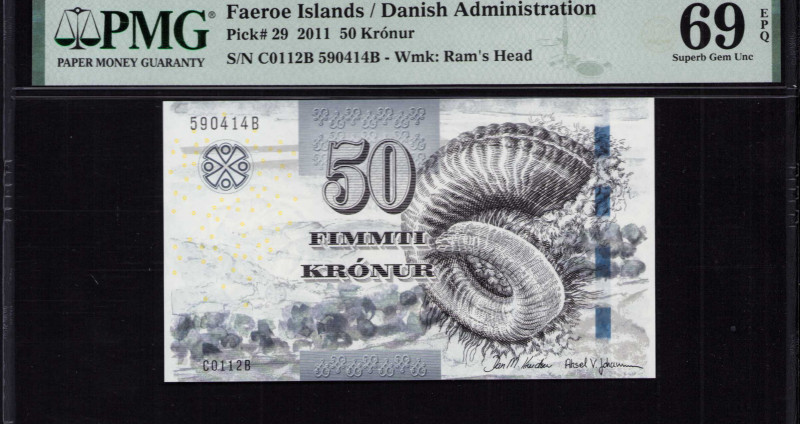 PMG®
PAPER MONEY GUARANTY
Faeroe Islands / Danish Administration
Pick# 29 2011 50 Krónur
S/N C0112B 590414B - Wmk: Ram's Head
69
EPQ
Superb Gem Unc
590414B
50
FIMMTI
KRÓNUR
C0112B